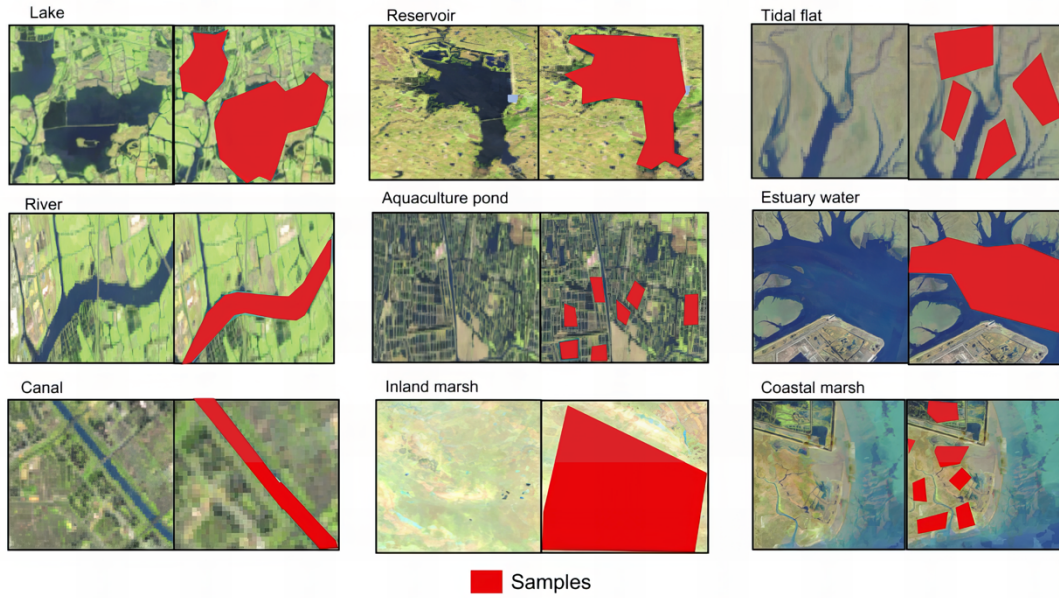 Lake
Reservoir
Tidal flat
River
Aquaculture pond
Estuary water
Canal
Inland marsh
Coastal marsh
Samples